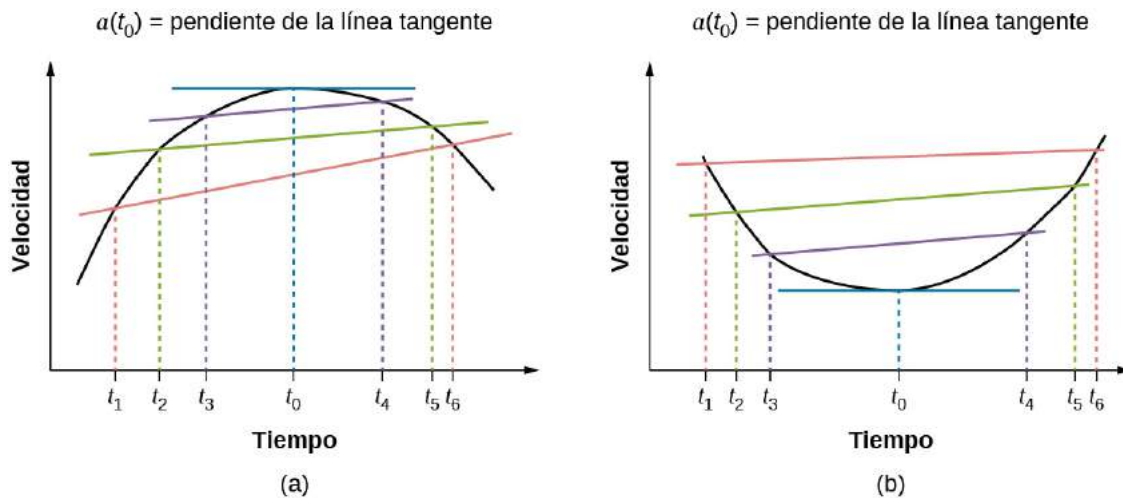 a(t₀) = pendiente de la línea tangente
Velocidad
t₁ t₂ t₃ t₀ t₄ t₅ t₆
Tiempo
(a)
a(t₀) = pendiente de la línea tangente
Velocidad
t₁ t₂ t₃ t₀ t₄ t₅ t₆
Tiempo
(b)